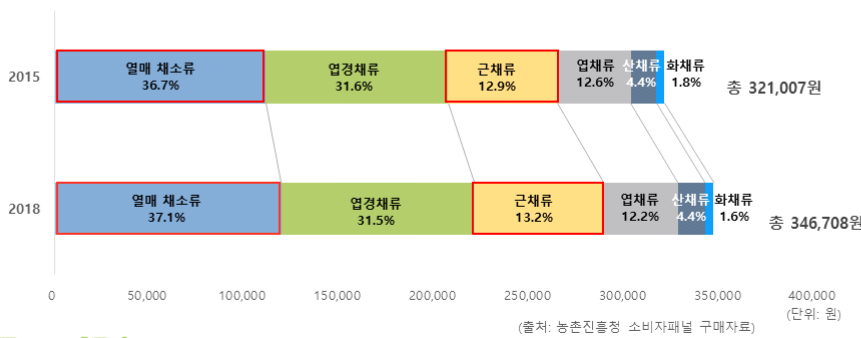 열매 채소류 엽경채류 근채류 엽채류 산채류 화채류
2015 36.7% 31.6% 12.9% 12.6% 4.4% 1.8% 총 321,007원
열매 채소류 엽경채류 근채류 엽채류 산채류 화채류
2018 37.1% 31.5% 13.2% 12.2% 4.4% 1.6% 총 346,708원
0 50,000 100,000 150,000 200,000 250,000 300,000 350,000 400,000
(단위: 원)
(출처: 농촌진흥청 소비자패널 구매자료)